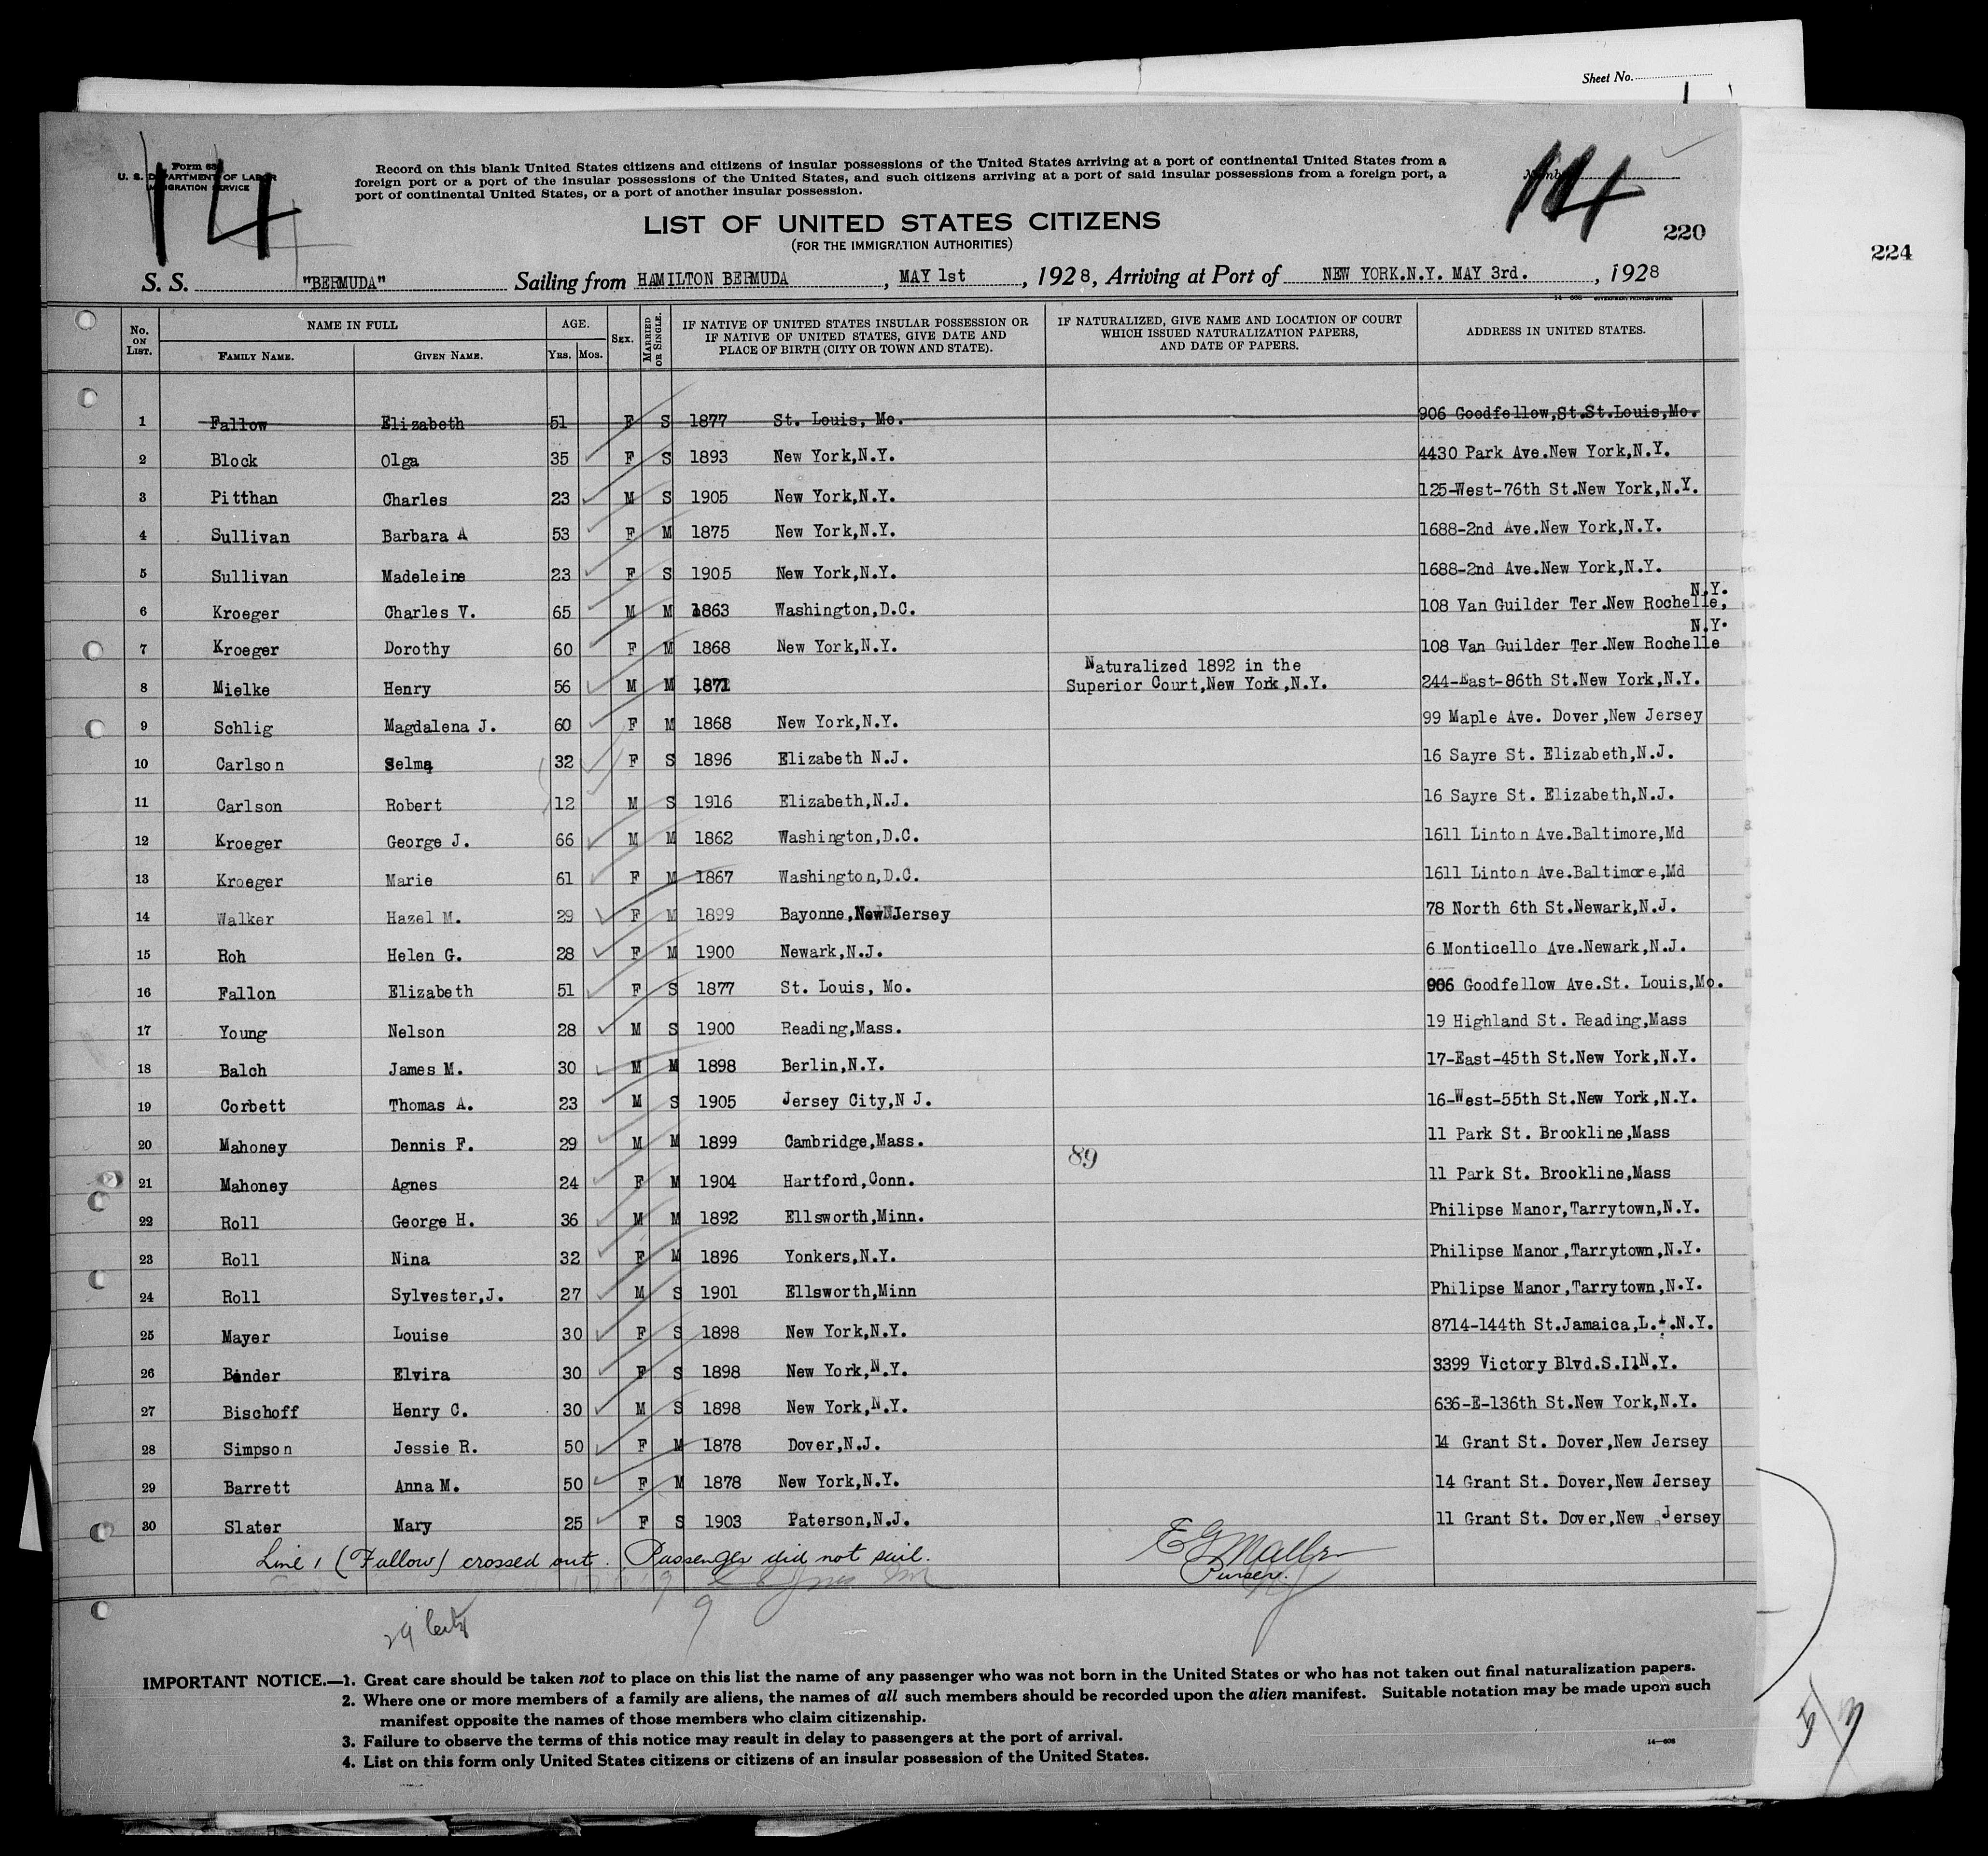 Sheet No.
Form 63
U. S. DEPARTMENT OF LABOR
IMMIGRATION SERVICE
14
Record on this blank United States citizens and citizens of insular possessions of the United States arriving at a port of continental United States from a
foreign port or a port of the insular possessions of the United States, and such citizens arriving at a port of said insular possessions from a foreign port, a
port of continental United States, or a port of another insular possession.
Number
14
LIST OF UNITED STATES CITIZENS
(FOR THE IMMIGRATION AUTHORITIES)
220
224
S. S. "BERMUDA" Sailing from HAMILTON BERMUDA, MAY 1st, 1928, Arriving at Port of NEW YORK.N.Y. MAY 3rd., 1928
14—606 GOVERNMENT PRINTING OFFICE
No. ON LIST. NAME IN FULL FAMILY NAME. GIVEN NAME. AGE. YRS. MOS. SEX. MARRIED OR SINGLE. IF NATIVE OF UNITED STATES INSULAR POSSESSION OR IF NATIVE OF UNITED STATES, GIVE DATE AND PLACE OF BIRTH (CITY OR TOWN AND STATE). IF NATURALIZED, GIVE NAME AND LOCATION OF COURT WHICH ISSUED NATURALIZATION PAPERS, AND DATE OF PAPERS. ADDRESS IN UNITED STATES.
1 Fallow Elizabeth 51 F S 1877 St. Louis, Mo. 906 Goodfellow,St.St.Louis,Mo.
2 Block Olga 35 F S 1893 New York,N.Y. 4430 Park Ave.New York,N.Y.
3 Pitthan Charles 23 M S 1905 New York,N.Y. 125-West-76th St.New York,N.Y.
4 Sullivan Barbara A 53 F M 1875 New York,N.Y. 1688-2nd Ave.New York,N.Y.
5 Sullivan Madeleine 23 F S 1905 New York,N.Y. 1688-2nd Ave.New York,N.Y.
6 Kroeger Charles V. 65 M M 1863 Washington,D.C. 108 Van Guilder Ter.New Rochelle, N.Y.
7 Kroeger Dorothy 60 F M 1868 New York,N.Y. 108 Van Guilder Ter.New Rochelle N.Y.
8 Mielke Henry 56 M M 1871 Naturalized 1892 in the Superior Court,New York,N.Y. 244-East-86th St.New York,N.Y.
9 Schlig Magdalena J. 60 F M 1868 New York,N.Y. 99 Maple Ave. Dover,New Jersey
10 Carlson Selma 32 F S 1896 Elizabeth N.J. 16 Sayre St. Elizabeth,N.J.
11 Carlson Robert 12 M S 1916 Elizabeth,N.J. 16 Sayre St. Elizabeth,N.J.
12 Kroeger George J. 66 M M 1862 Washington,D.C. 1611 Linton Ave.Baltimore,Md
13 Kroeger Marie 61 F M 1867 Washington,D.C. 1611 Linton Ave.Baltimore,Md
14 Walker Hazel M. 29 F M 1899 Bayonne,New Jersey 78 North 6th St.Newark,N.J.
15 Roh Helen G. 28 F M 1900 Newark,N.J. 6 Monticello Ave.Newark,N.J.
16 Fallon Elizabeth 51 F S 1877 St. Louis, Mo. 906 Goodfellow Ave.St. Louis,Mo.
17 Young Nelson 28 M S 1900 Reading,Mass. 19 Highland St. Reading,Mass
18 Balch James M. 30 M M 1898 Berlin,N.Y. 17-East-45th St.New York,N.Y.
19 Corbett Thomas A. 23 M S 1905 Jersey City,N J. 16-West-55th St.New York,N.Y.
20 Mahoney Dennis F. 29 M M 1899 Cambridge,Mass. 11 Park St. Brookline,Mass
89
21 Mahoney Agnes 24 F M 1904 Hartford,Conn. 11 Park St. Brookline,Mass
22 Roll George H. 36 M M 1892 Ellsworth,Minn. Philipse Manor,Tarrytown,N.Y.
23 Roll Nina 32 F M 1896 Yonkers,N.Y. Philipse Manor,Tarrytown,N.Y.
24 Roll Sylvester,J. 27 M S 1901 Ellsworth,Minn Philipse Manor,Tarrytown,N.Y.
25 Mayer Louise 30 F S 1898 New York,N.Y. 8714-144th St.Jamaica,L.I.N.Y.
26 Binder Elvira 30 F S 1898 New York,N.Y. 3399 Victory Blvd.S.Il N.Y.
27 Bischoff Henry C. 30 M S 1898 New York,N.Y. 636-E-136th St.New York,N.Y.
28 Simpson Jessie R. 50 F M 1878 Dover,N.J. 14 Grant St. Dover,New Jersey
29 Barrett Anna M. 50 F M 1878 New York,N.Y. 14 Grant St. Dover,New Jersey
30 Slater Mary 25 F S 1903 Paterson,N.J. 11 Grant St. Dover,New Jersey
Line 1 (Fallow) crossed out. Passenger did not sail.
Purser.
29
IMPORTANT NOTICE.—1. Great care should be taken not to place on this list the name of any passenger who was not born in the United States or who has not taken out final naturalization papers.
2. Where one or more members of a family are aliens, the names of all such members should be recorded upon the alien manifest. Suitable notation may be made upon such
manifest opposite the names of those members who claim citizenship.
3. Failure to observe the terms of this notice may result in delay to passengers at the port of arrival.
4. List on this form only United States citizens or citizens of an insular possession of the United States.
14—606